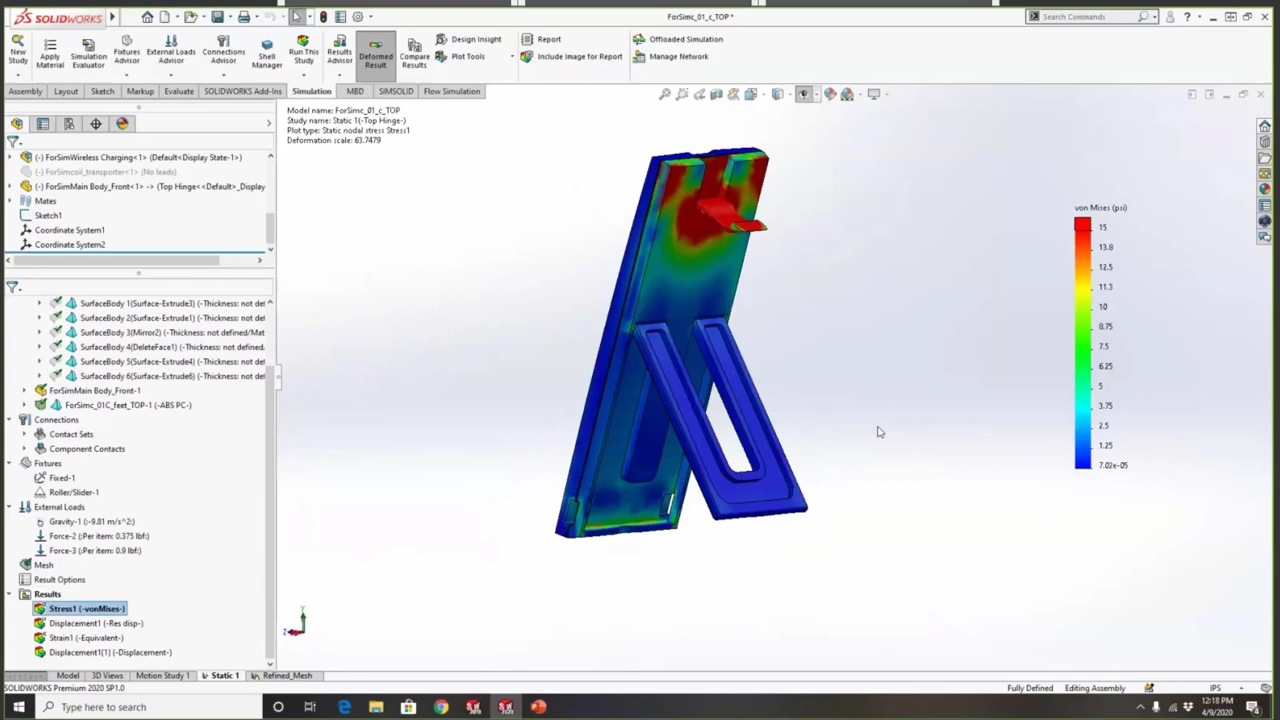 SOLIDWORKS
ForSimc_01_c_TOP *
Search Commands
New Study
Apply Material
Simulation Evaluator
Fixtures Advisor
External Loads Advisor
Connections Advisor
Shell Manager
Run This Study
Results Advisor
Deformed Result
Compare Results
Design Insight
Plot Tools
Report
Include Image for Report
Offloaded Simulation
Manage Network
Assembly Layout Sketch Markup Evaluate SOLIDWORKS Add-Ins Simulation MBD SIMSOLID Flow Simulation
Model name: ForSimc_01_c_TOP
Study name: Static 1(-Top Hinge-)
Plot type: Static nodal stress Stress1
Deformation scale: 63.7479
(-) ForSimWireless Charging<1> (Default<Display State-1>)
(-) ForSimcoil_transporter<1> (No leads)
(-) ForSimMain Body_Front<1> -> (Top Hinge<<Default>_Display
Mates
Sketch1
Coordinate System1
Coordinate System2
SurfaceBody 1(Surface-Extrude3) (-Thickness: not def
SurfaceBody 2(Surface-Extrude1) (-Thickness: not def
SurfaceBody 3(Mirror2) (-Thickness: not defined/Mat
SurfaceBody 4(DeleteFace1) (-Thickness: not defined,
SurfaceBody 5(Surface-Extrude4) (-Thickness: not def
SurfaceBody 6(Surface-Extrude6) (-Thickness: not def
ForSimMain Body_Front-1
ForSimc_01C_feet_TOP-1 (-ABS PC-)
Connections
Contact Sets
Component Contacts
Fixtures
Fixed-1
Roller/Slider-1
External Loads
Gravity-1 (:-9.81 m/s^2:)
Force-2 (:Per item: 0.375 lbf:)
Force-3 (:Per item: 0.9 lbf:)
Mesh
Result Options
Results
Stress1 (-vonMises-)
Displacement1 (-Res disp-)
Strain1 (-Equivalent-)
Displacement1(1) (-Displacement-)
von Mises (psi)
15
13.8
12.5
11.3
10
8.75
7.5
6.25
5
3.75
2.5
1.25
7.02e-05
Y
Z
Model 3D Views Motion Study 1 Static 1 Refined_Mesh
SOLIDWORKS Premium 2020 SP1.0
Fully Defined Editing Assembly IPS
Type here to search
12:18 PM
4/9/2020